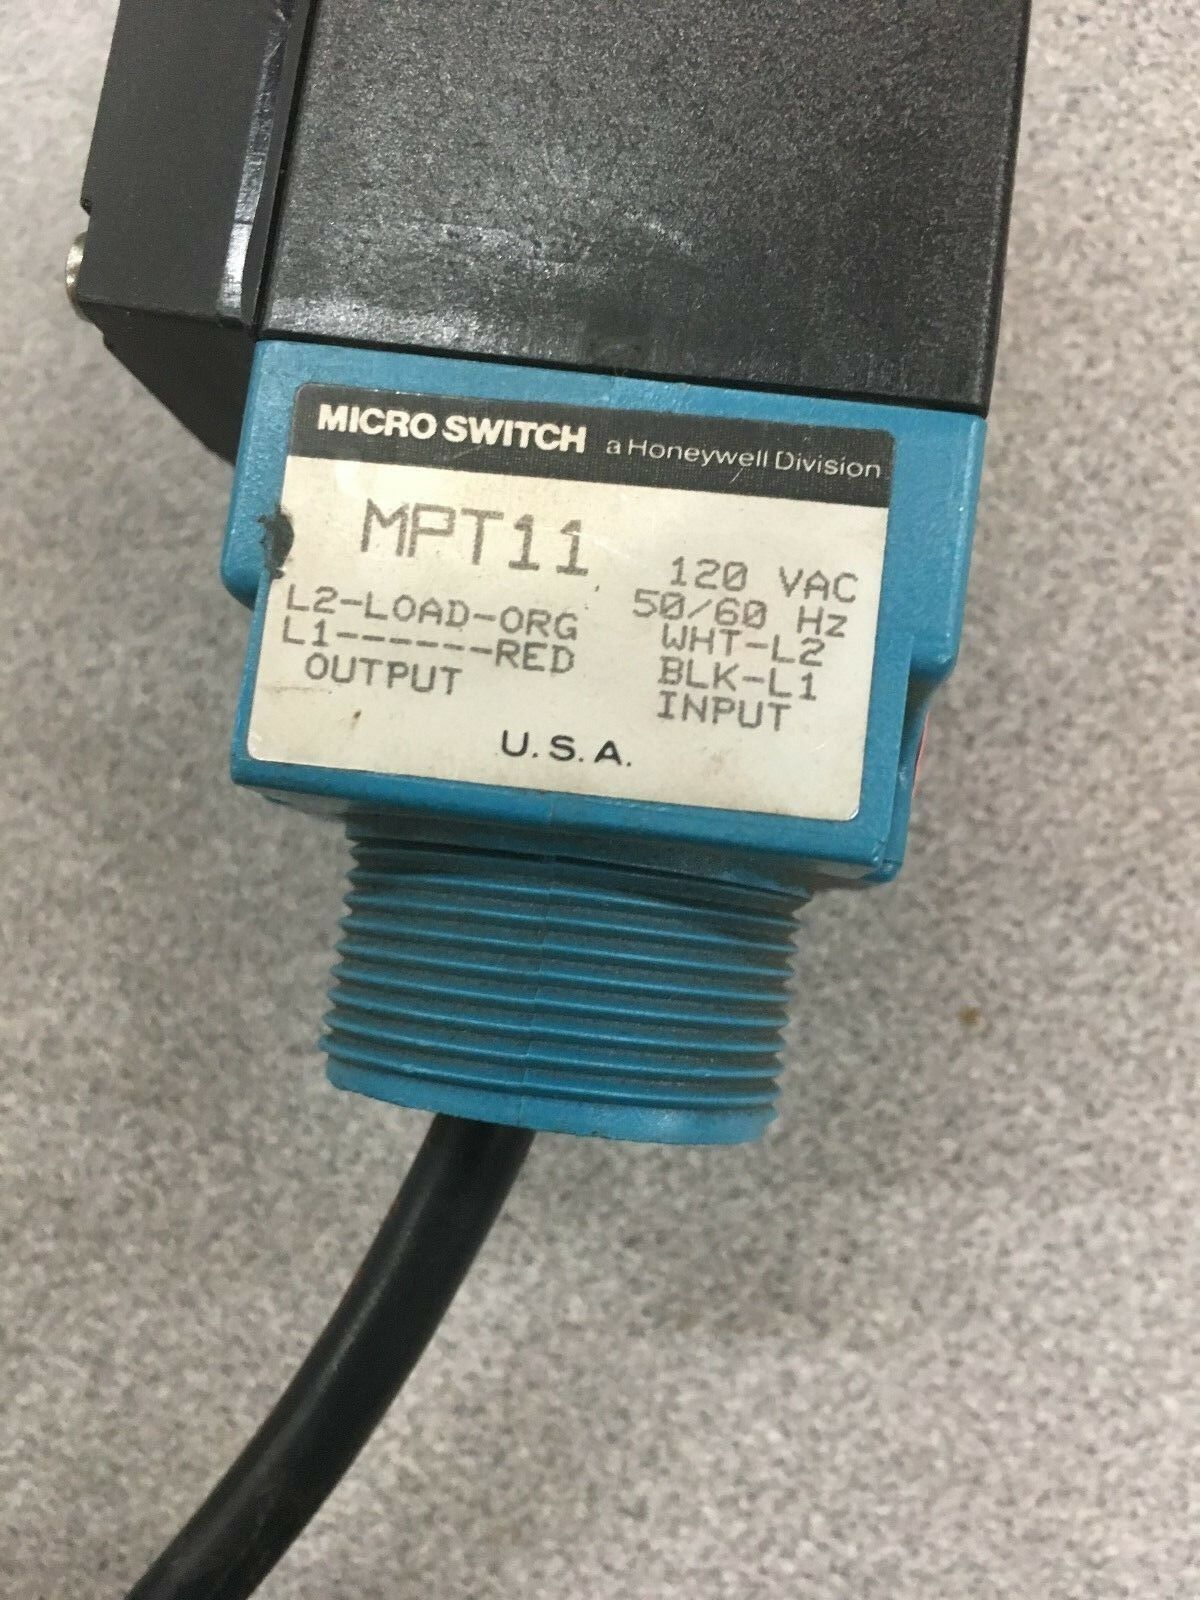 MICRO SWITCH a Honeywell Division
MPT11
120 VAC
L2-LOAD-ORG 50/60 Hz
L1------RED WHT-L2
OUTPUT BLK-L1
INPUT
U.S.A.